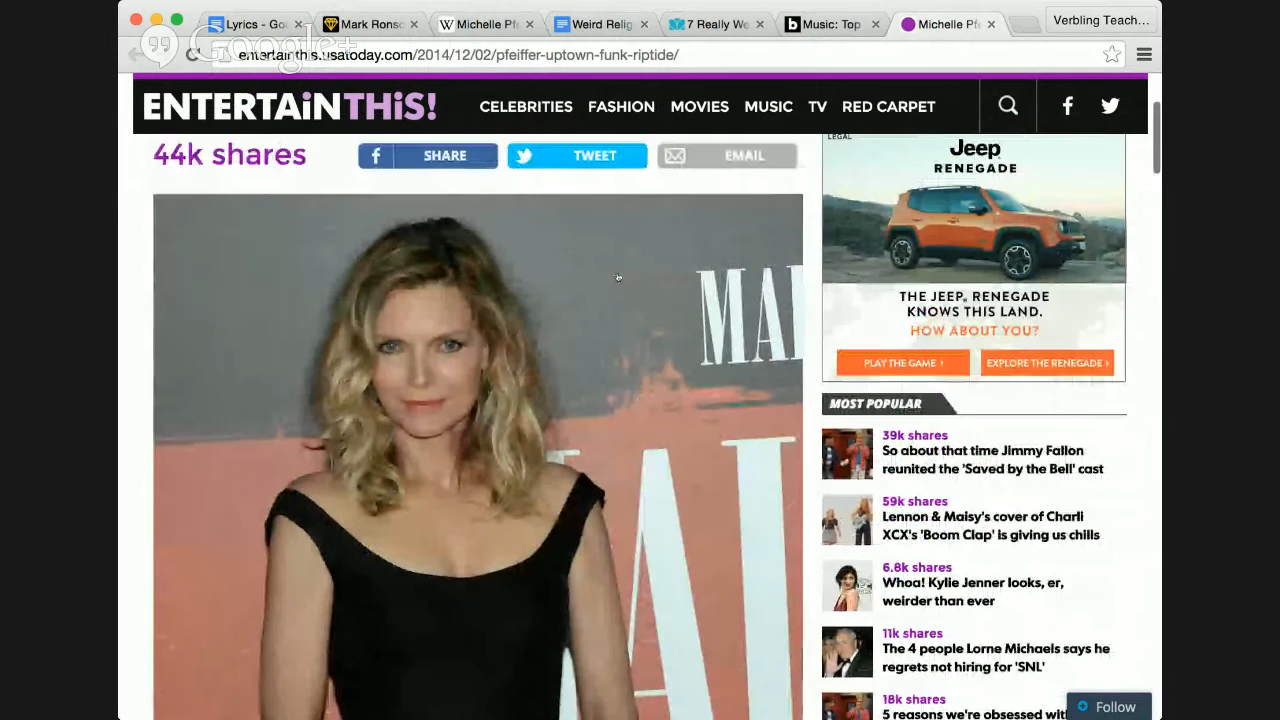 Lyrics - Go
Mark Rons
Michelle Pf
Weird Relig
7 Really We
Music: Top
Michelle Pf
Verbling Teach...
Google+
entertainthis.usatoday.com/2014/12/02/pfeiffer-uptown-funk-riptide/
ENTERTAiNTHiS!
CELEBRITIES FASHION MOVIES MUSIC TV RED CARPET
44k shares
SHARE
TWEET
EMAIL
LEGAL
Jeep
RENEGADE
THE JEEP® RENEGADE
KNOWS THIS LAND.
HOW ABOUT YOU?
PLAY THE GAME
EXPLORE THE RENEGADE
MA
AL
MOST POPULAR
39k shares
So about that time Jimmy Fallon
reunited the 'Saved by the Bell' cast
59k shares
Lennon & Maisy's cover of Charli
XCX's 'Boom Clap' is giving us chills
6.8k shares
Whoa! Kylie Jenner looks, er,
weirder than ever
11k shares
The 4 people Lorne Michaels says he
regrets not hiring for 'SNL'
18k shares
5 reasons we're obsessed wit
Follow